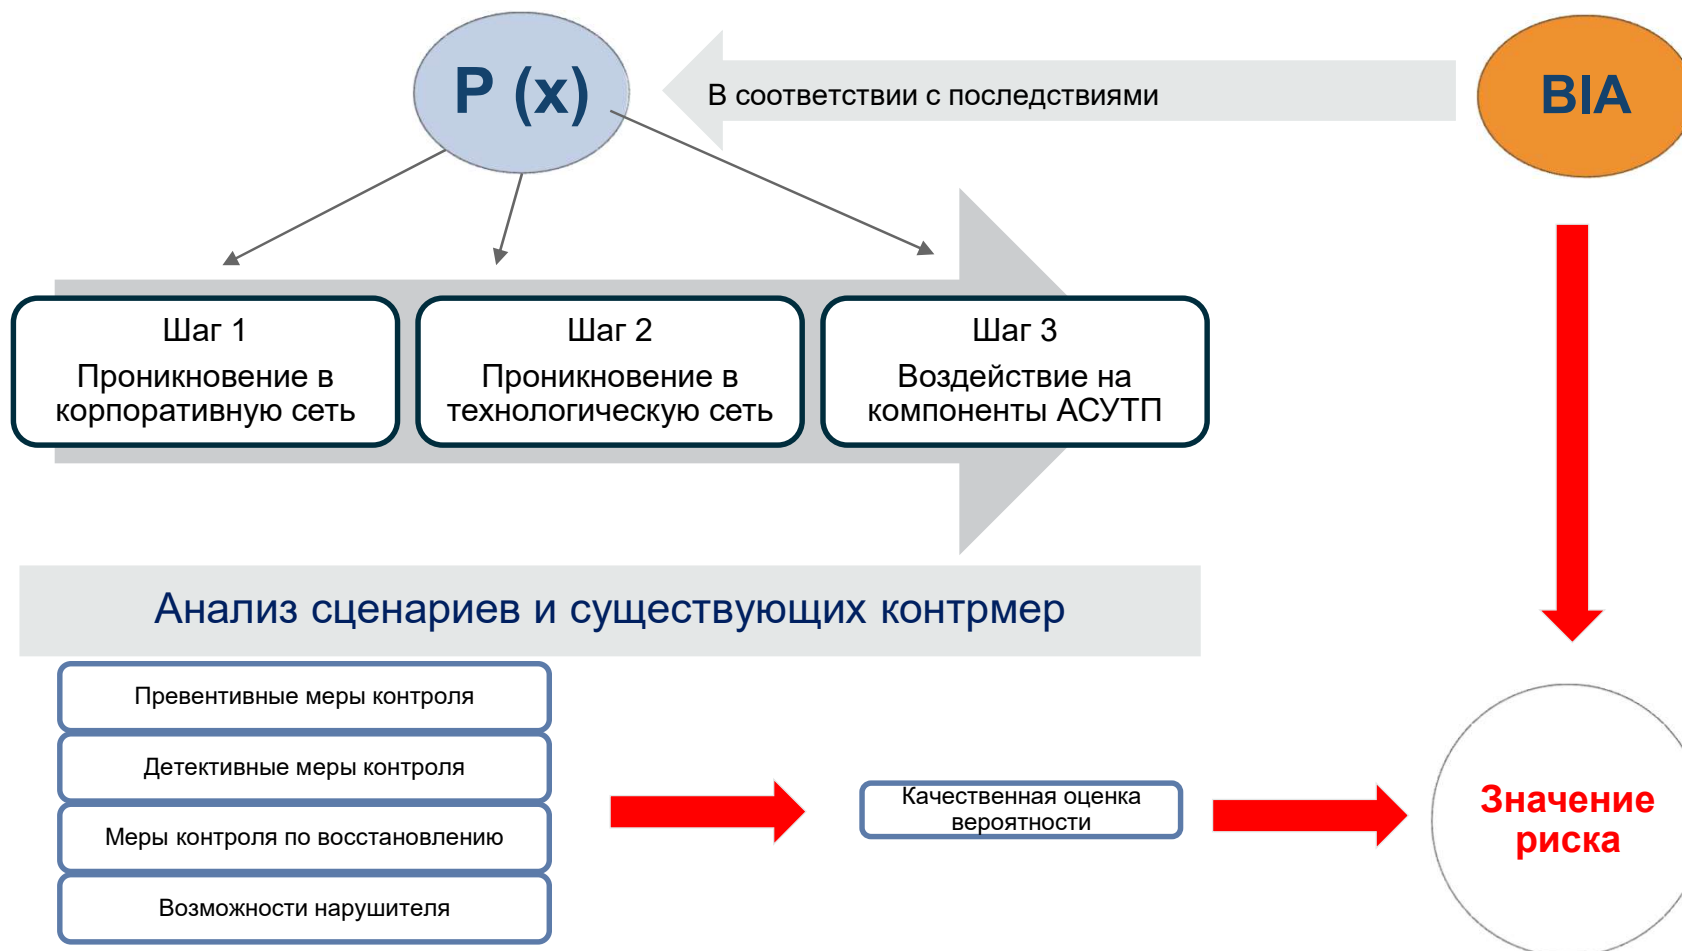 P (x)
В соответствии с последствиями
BIA
Шаг 1
Проникновение в
корпоративную сеть
Шаг 2
Проникновение в
технологическую сеть
Шаг 3
Воздействие на
компоненты АСУТП
Анализ сценариев и существующих контрмер
Превентивные меры контроля
Детективные меры контроля
Меры контроля по восстановлению
Возможности нарушителя
Качественная оценка
вероятности
Значение
риска